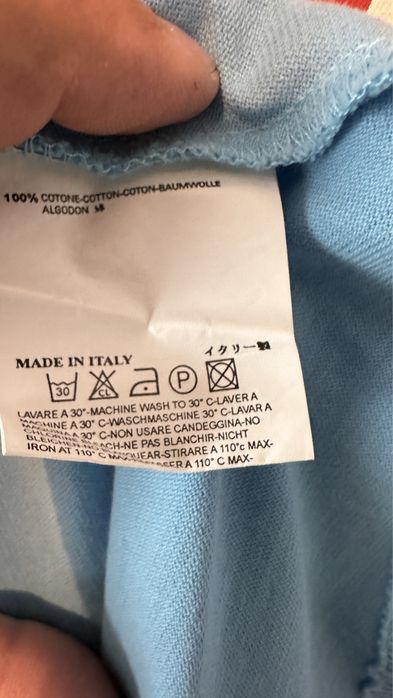 100% COTONE-COTTON-COTON-BAUMWOLLE
ALGODON
イタリー
MADE IN ITALY
30 CL P
LAVARE A 30°-MACHINE WASH TO 30° C-LAVER A
MACHINE A 30° C-WASCHMASCHINE 30° C-LAVAR A
A 30° C-NON USARE CANDEGGINA-NO
BLEICHEN-NE PAS BLANCHIR-NICHT
IRON AT 110° C -STIRARE A 110°c MAX-
A 110° C MAX-